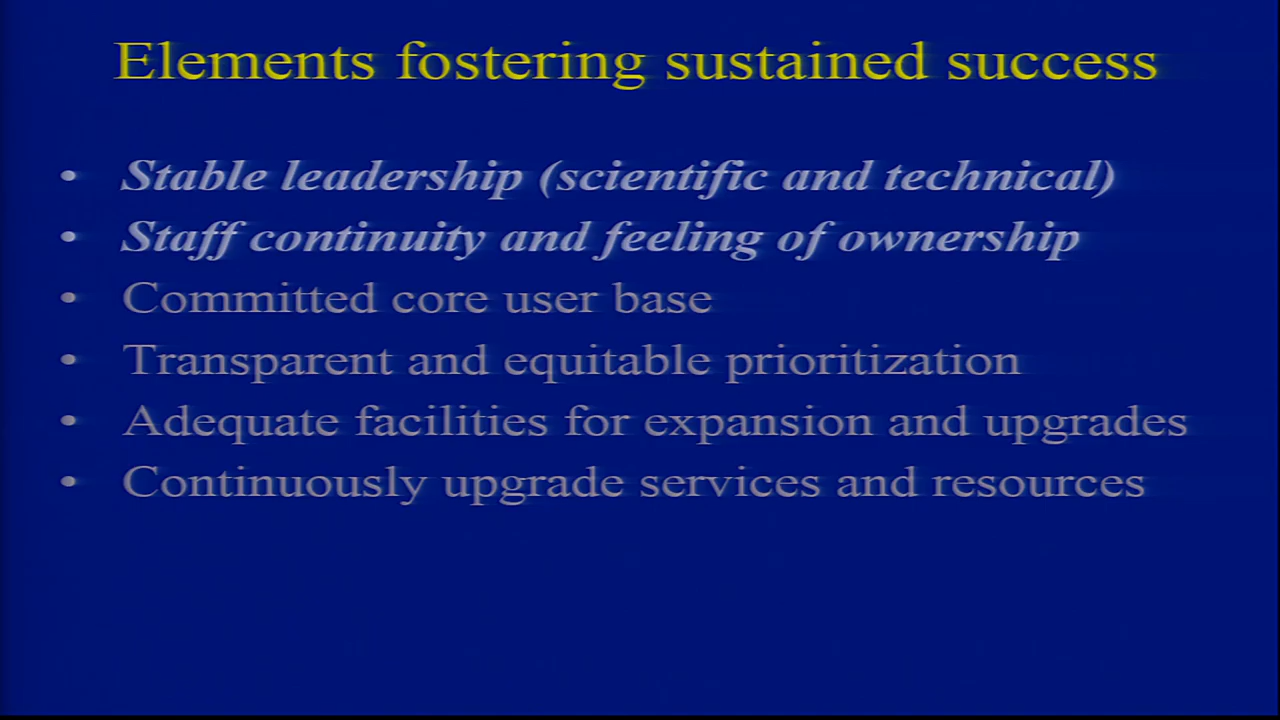 Elements fostering sustained success
• Stable leadership (scientific and technical)
• Staff continuity and feeling of ownership
• Committed core user base
• Transparent and equitable prioritization
• Adequate facilities for expansion and upgrades
• Continuously upgrade services and resources